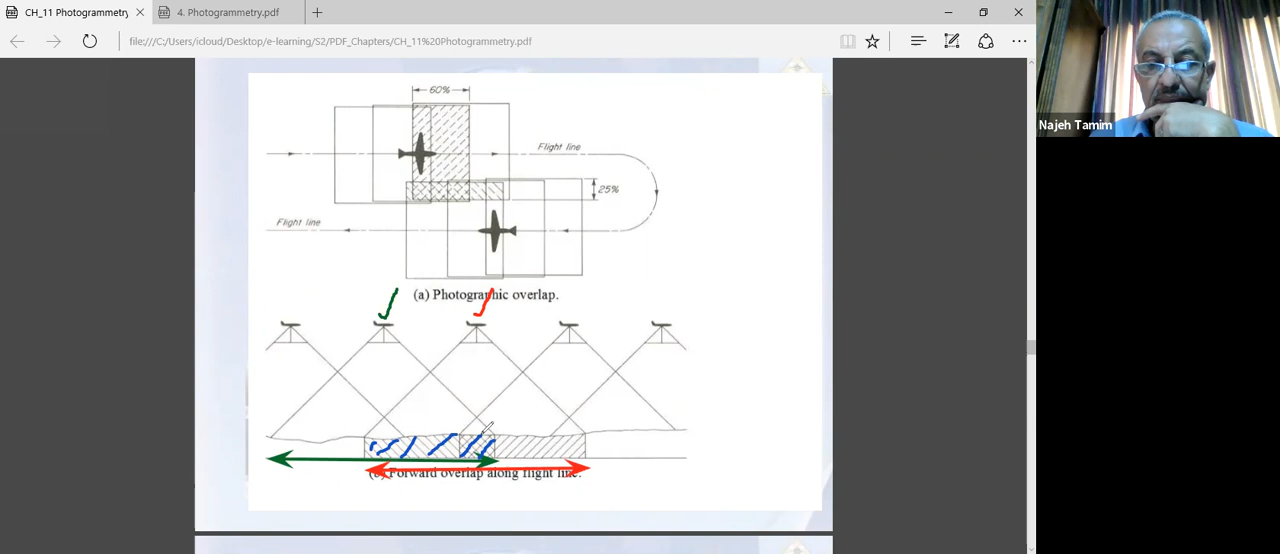 CH_11 Photogrammetry
4. Photogrammetry.pdf
file:///C:/Users/icloud/Desktop/e-learning/S2/PDF_Chapters/CH_11%20Photogrammetry.pdf
Najeh Tamim
60%
Flight line
25%
Flight line
(a) Photographic overlap.
(b) Forward overlap along flight line.